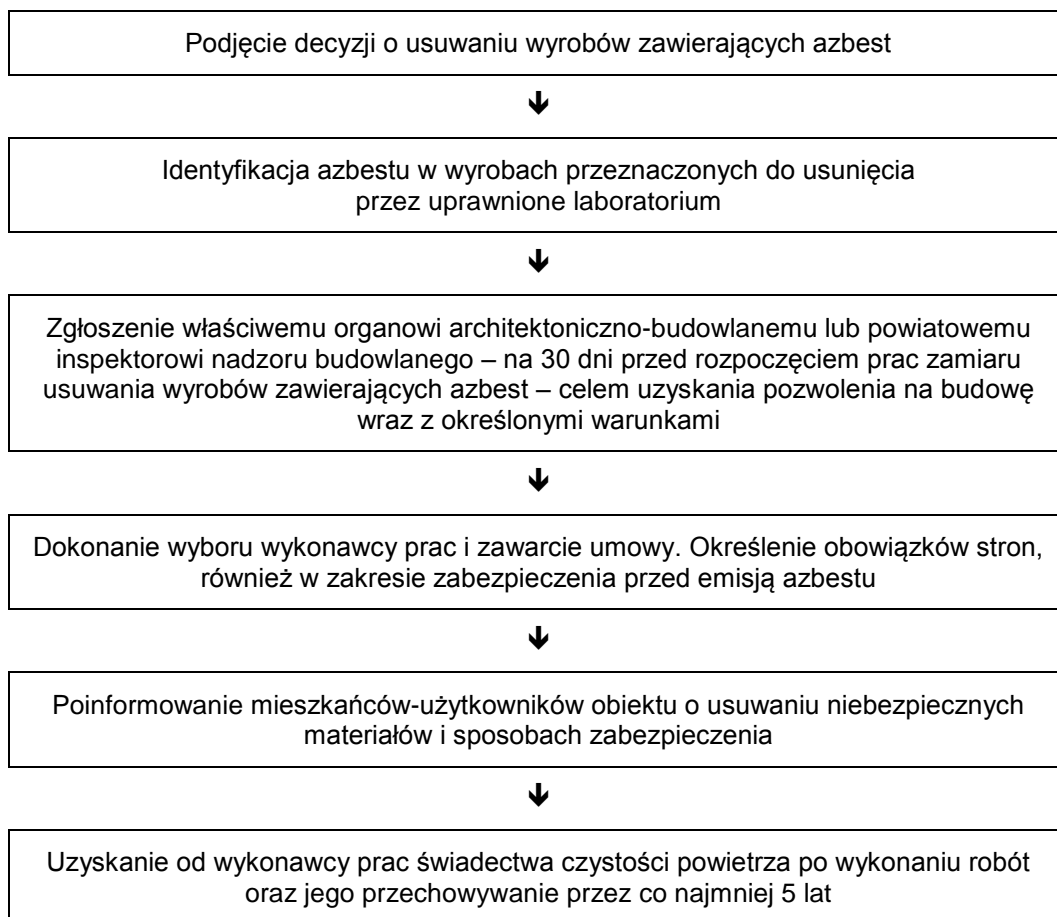 Podjęcie decyzji o usuwaniu wyrobów zawierających azbest
Identyfikacja azbestu w wyrobach przeznaczonych do usunięcia
przez uprawnione laboratorium
Zgłoszenie właściwemu organowi architektoniczno-budowlanemu lub powiatowemu
inspektorowi nadzoru budowlanego – na 30 dni przed rozpoczęciem prac zamiaru
usuwania wyrobów zawierających azbest – celem uzyskania pozwolenia na budowę
wraz z określonymi warunkami
Dokonanie wyboru wykonawcy prac i zawarcie umowy. Określenie obowiązków stron,
również w zakresie zabezpieczenia przed emisją azbestu
Poinformowanie mieszkańców-użytkowników obiektu o usuwaniu niebezpiecznych
materiałów i sposobach zabezpieczenia
Uzyskanie od wykonawcy prac świadectwa czystości powietrza po wykonaniu robót
oraz jego przechowywanie przez co najmniej 5 lat